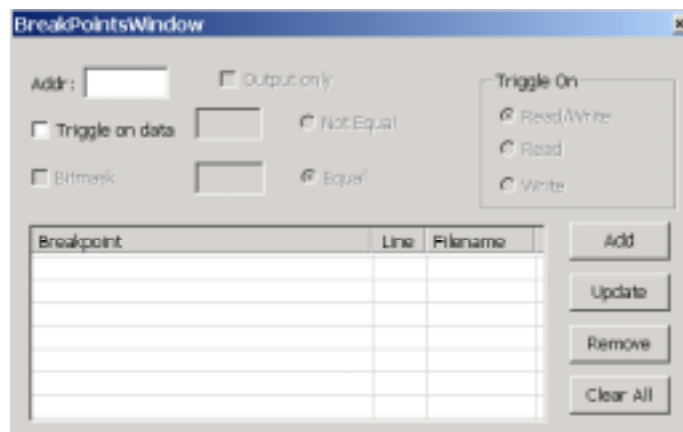 BreakPointsWindow
Addr :
Output only
Triggle On
Triggle on data
Not Equal
Read/Write
Read
Bitmask
Equal
Write
Breakpoint Line Filename
Add
Update
Remove
Clear All